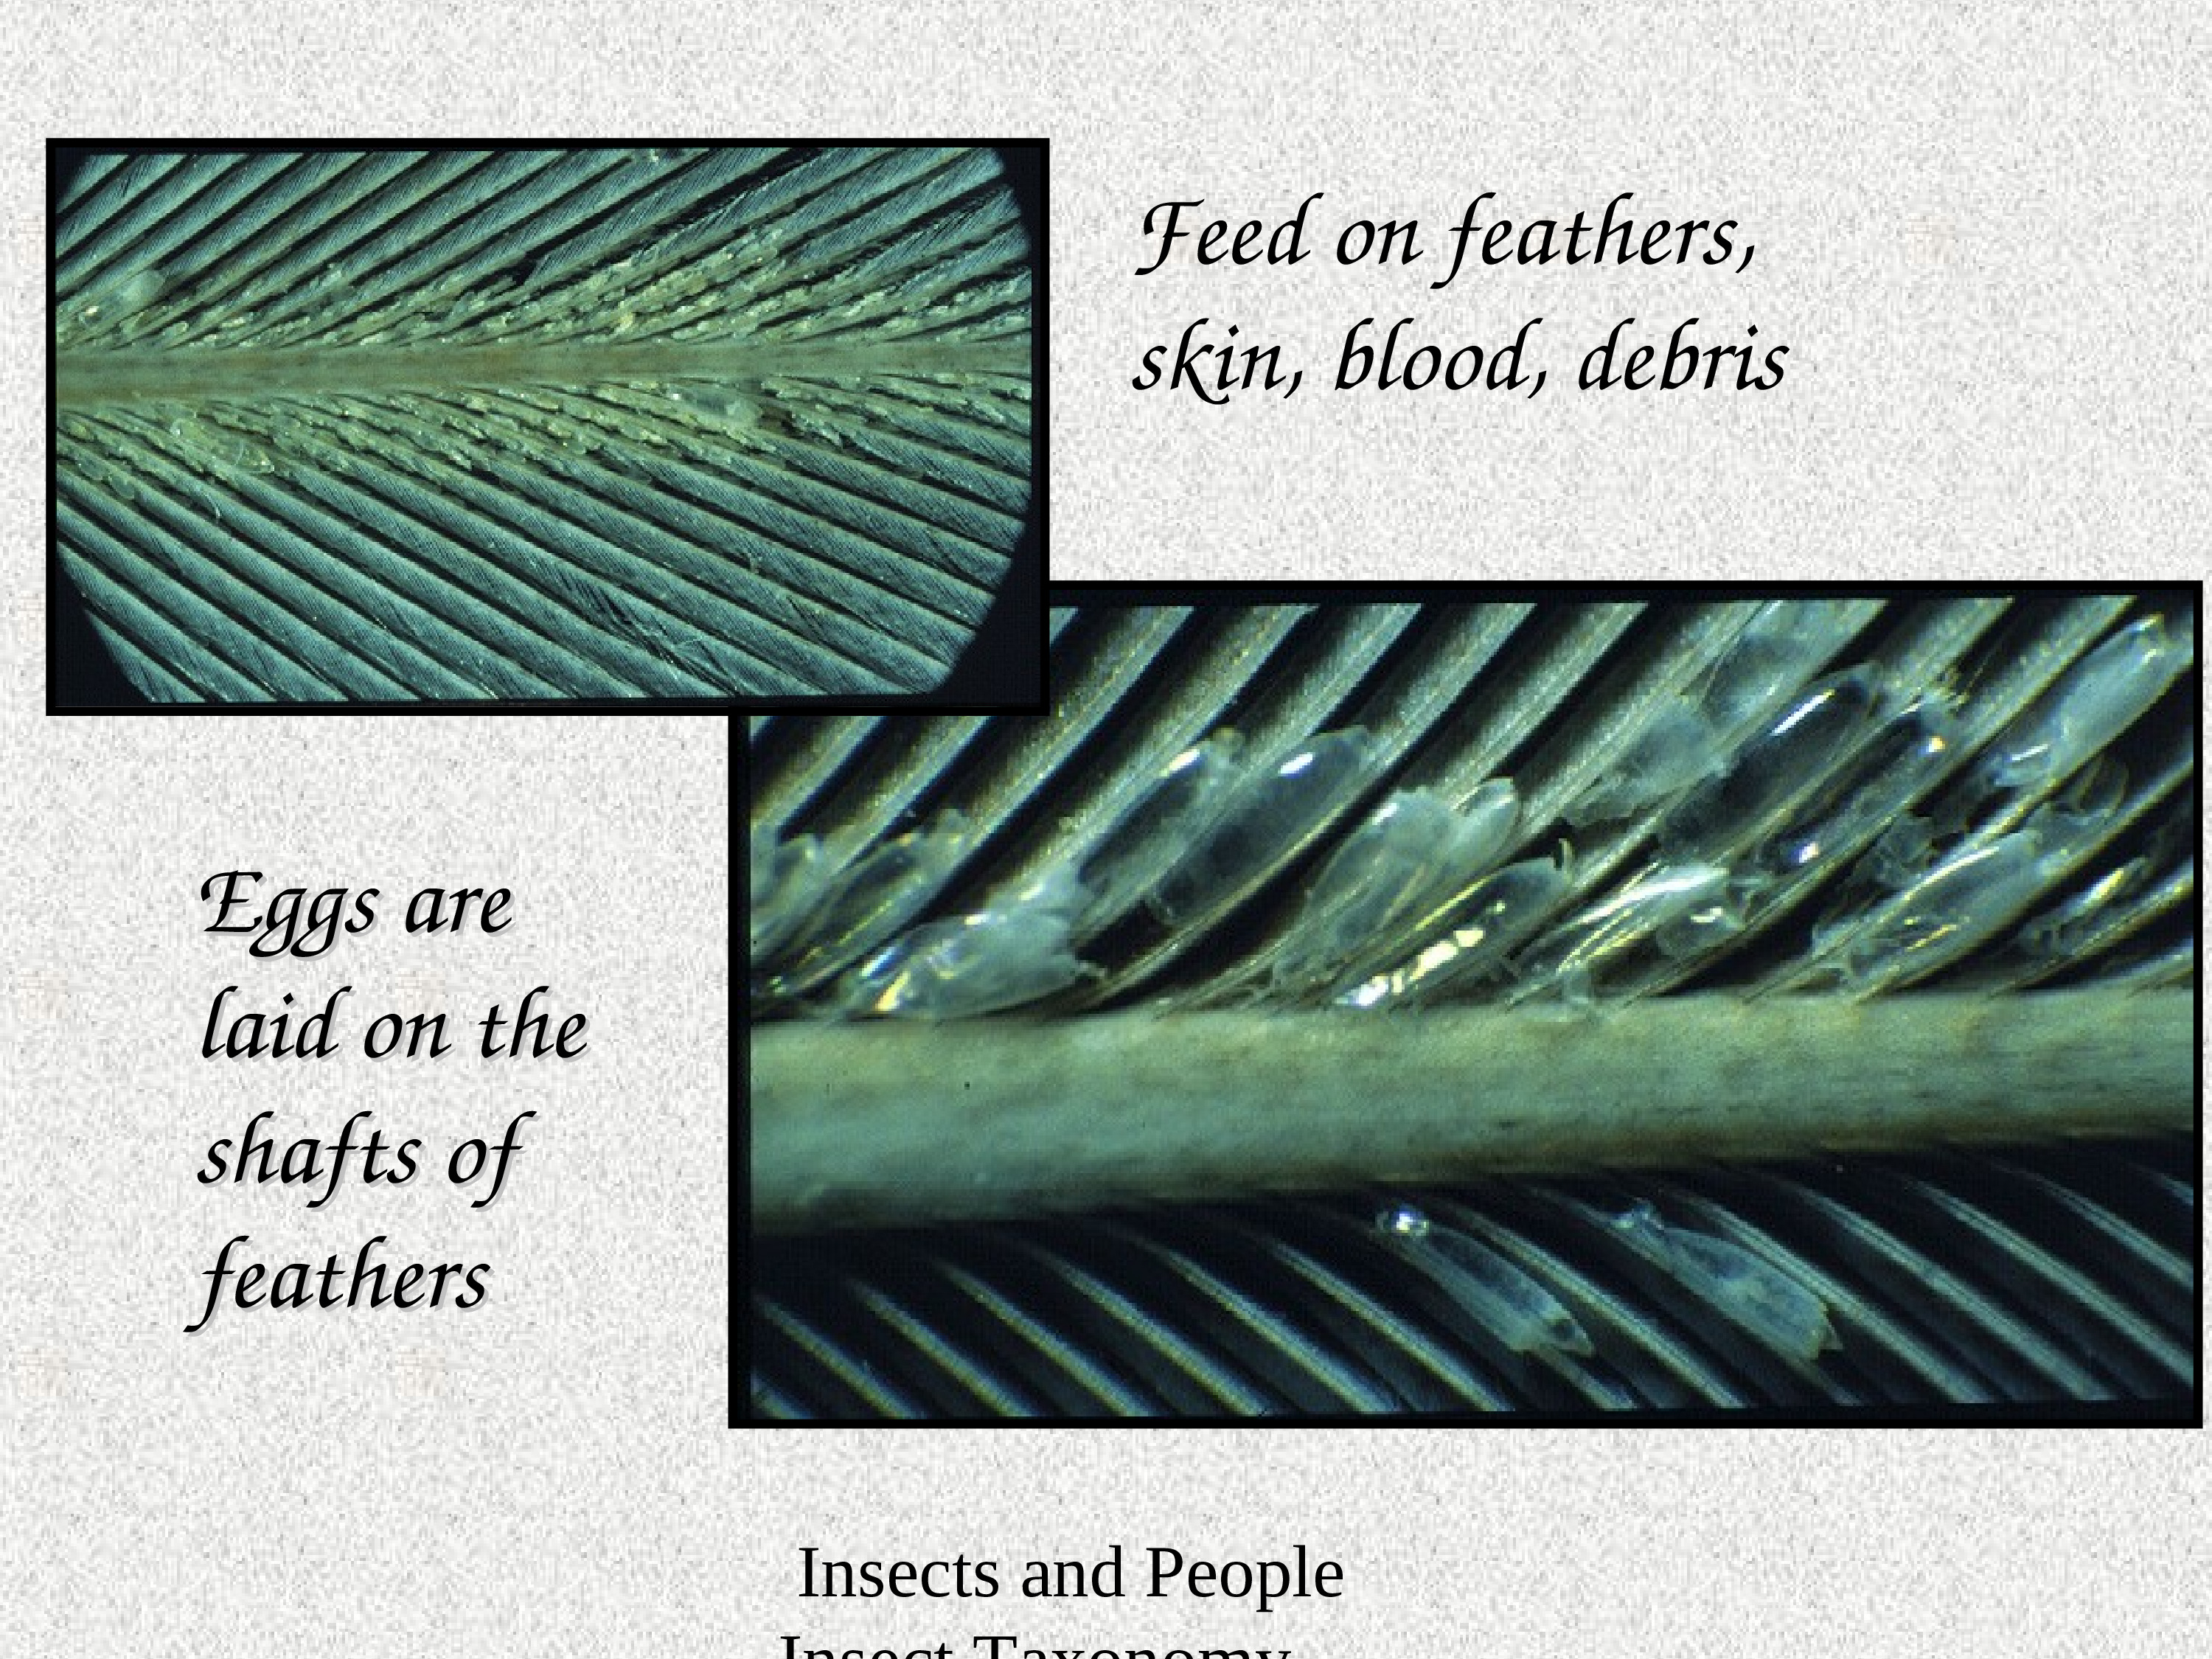 Feed on feathers,
skin, blood, debris
Eggs are
laid on the
shafts of
feathers
Insects and People
Insect Taxonomy